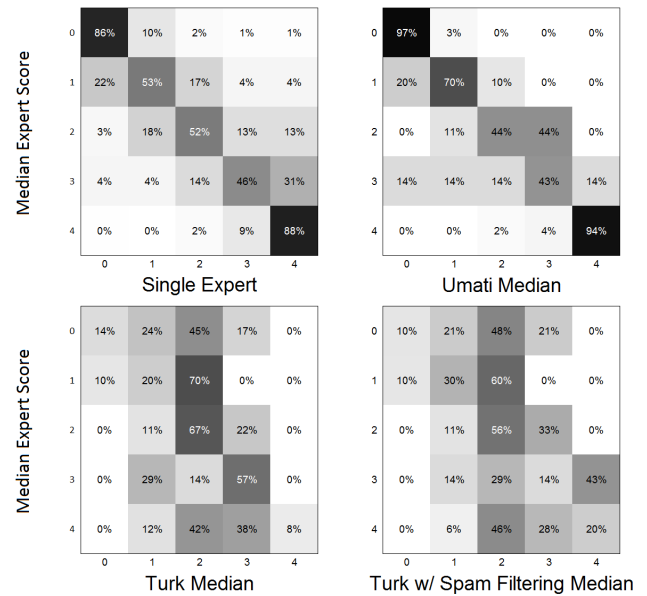 Median Expert Score
0 86% 10% 2% 1% 1%
1 22% 53% 17% 4% 4%
2 3% 18% 52% 13% 13%
3 4% 4% 14% 46% 31%
4 0% 0% 2% 9% 88%
0 1 2 3 4
Single Expert
0 97% 3% 0% 0% 0%
1 20% 70% 10% 0% 0%
2 0% 11% 44% 44% 0%
3 14% 14% 14% 43% 14%
4 0% 0% 2% 4% 94%
0 1 2 3 4
Umati Median
Median Expert Score
0 14% 24% 45% 17% 0%
1 10% 20% 70% 0% 0%
2 0% 11% 67% 22% 0%
3 0% 29% 14% 57% 0%
4 0% 12% 42% 38% 8%
0 1 2 3 4
Turk Median
0 10% 21% 48% 21% 0%
1 10% 30% 60% 0% 0%
2 0% 11% 56% 33% 0%
3 0% 14% 29% 14% 43%
4 0% 6% 46% 28% 20%
0 1 2 3 4
Turk w/ Spam Filtering Median